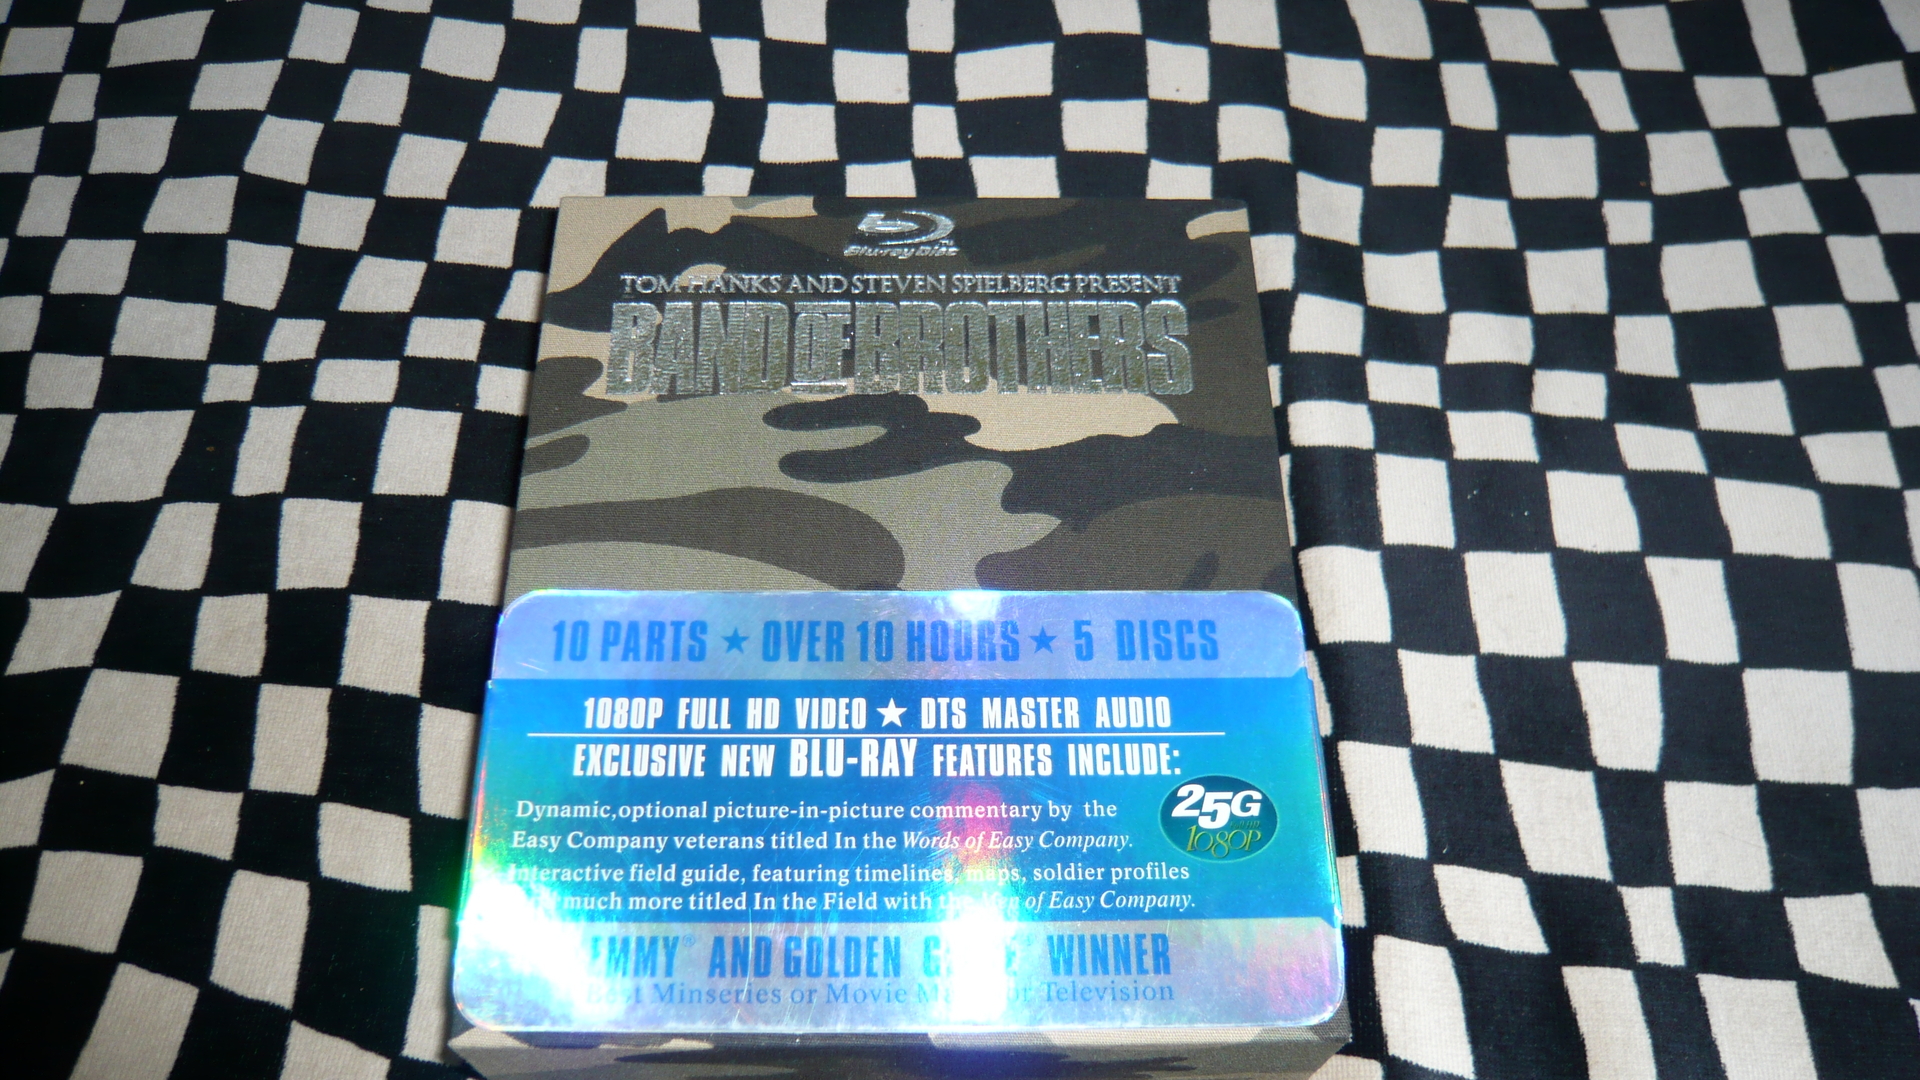 Blu-ray Disc
TOM HANKS AND STEVEN SPIELBERG PRESENT
BAND OF BROTHERS
10 PARTS ★ OVER 10 HOURS ★ 5 DISCS
1080P FULL HD VIDEO ★ DTS MASTER AUDIO
EXCLUSIVE NEW BLU-RAY FEATURES INCLUDE:
Dynamic,optional picture-in-picture commentary by the
Easy Company veterans titled In the Words of Easy Company.
Interactive field guide, featuring timelines, maps, soldier profiles
much more titled In the Field with the Men of Easy Company.
25G
1080P
EMMY® AND GOLDEN WINNER
Best Minseries or Movie Television